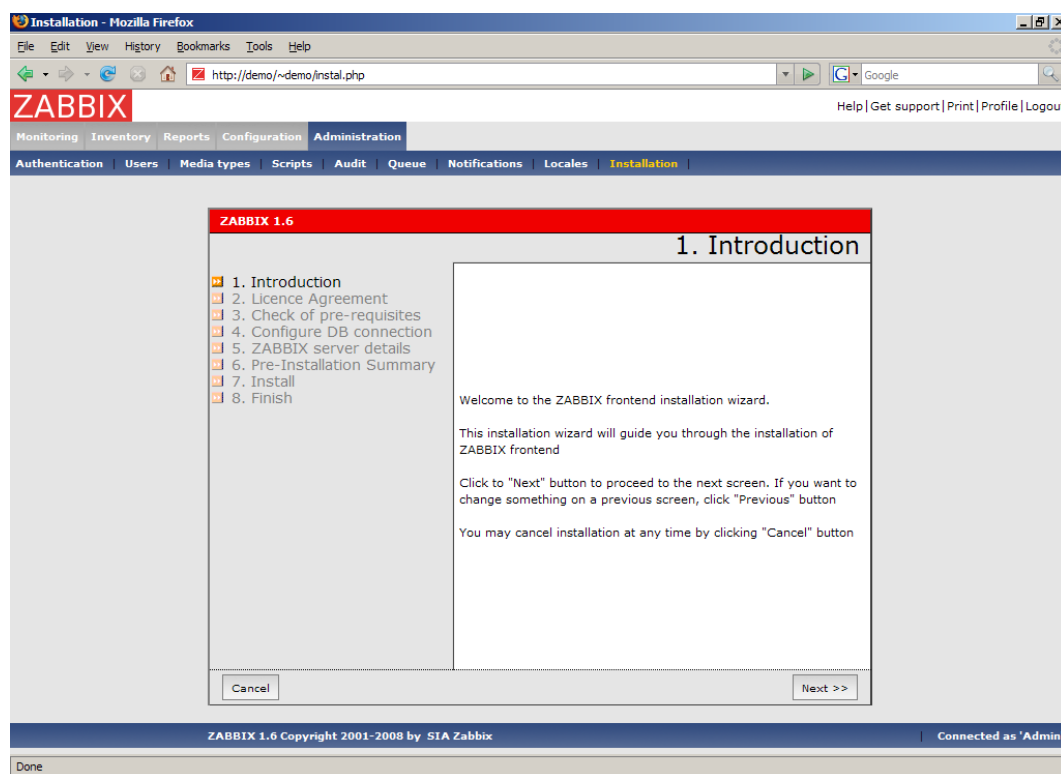 Installation - Mozilla Firefox
File Edit View History Bookmarks Tools Help
http://demo/~demo/instal.php
G Google
ZABBIX
Help | Get support | Print | Profile | Logou
Monitoring Inventory Reports Configuration Administration
Authentication | Users | Media types | Scripts | Audit | Queue | Notifications | Locales | Installation |
ZABBIX 1.6
1. Introduction
1. Introduction
2. Licence Agreement
3. Check of pre-requisites
4. Configure DB connection
5. ZABBIX server details
6. Pre-Installation Summary
7. Install
8. Finish
Welcome to the ZABBIX frontend installation wizard.
This installation wizard will guide you through the installation of
ZABBIX frontend
Click to "Next" button to proceed to the next screen. If you want to
change something on a previous screen, click "Previous" button
You may cancel installation at any time by clicking "Cancel" button
Cancel Next >>
ZABBIX 1.6 Copyright 2001-2008 by SIA Zabbix | Connected as 'Admin
Done